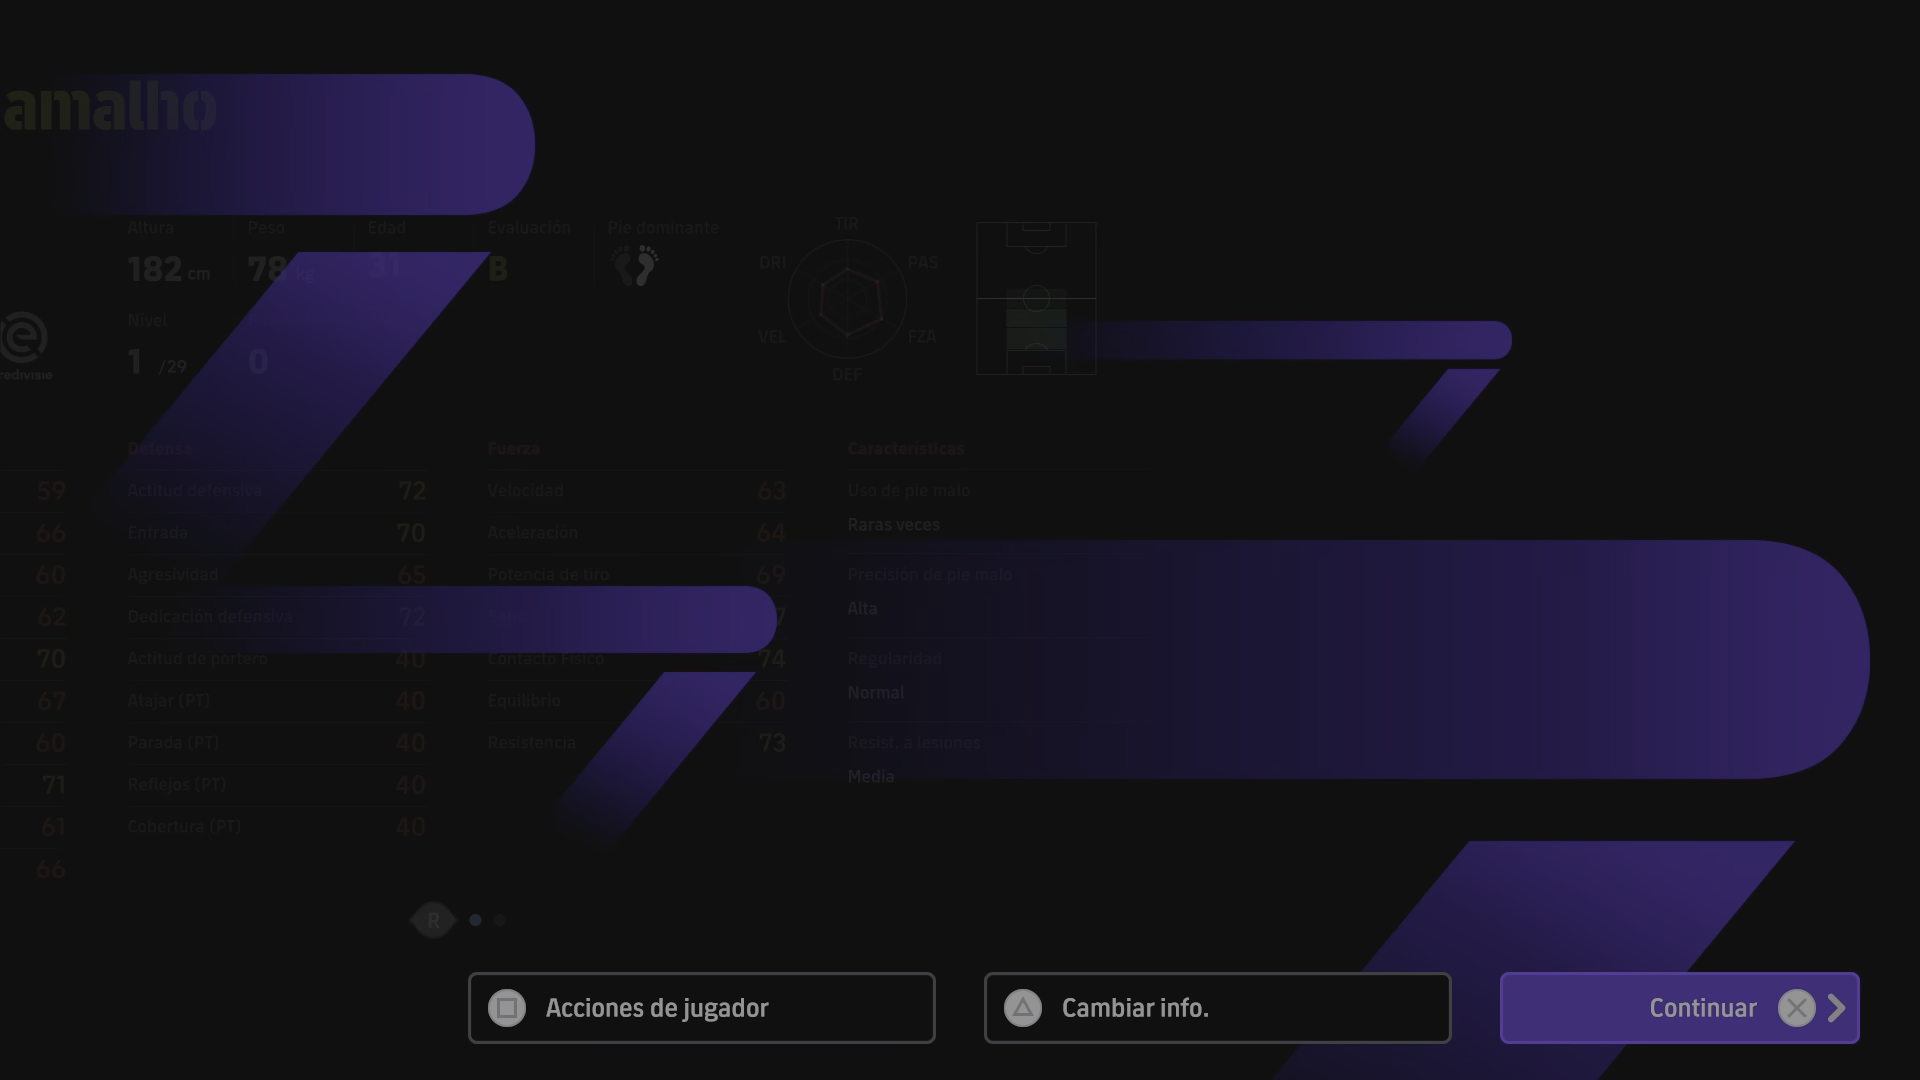 amalho
Altura Peso Edad Evaluación Pie dominante
182 cm 78 kg 31 B
Nivel
1 /29 0
TIR
DRI PAS
VEL FZA
DEF
redivisie
Defensa Fuerza Características
59 Actitud defensiva 72 Velocidad 63 Uso de pie malo
Raras veces
66 Entrada 70 Aceleración 64
60 Agresividad 65 Potencia de tiro 69 Precisión de pie malo
Alta
62 Dedicación defensiva 72 7
70 Actitud de portero 40 Contacto Físico 74 Regularidad
Normal
67 Atajar (PT) 40 Equilibrio 60
60 Parada (PT) 40 Resistencia 73 Resist. a lesiones
Media
71 Reflejos (PT) 40
61 Cobertura (PT) 40
66
R
Acciones de jugador
Cambiar info.
Continuar